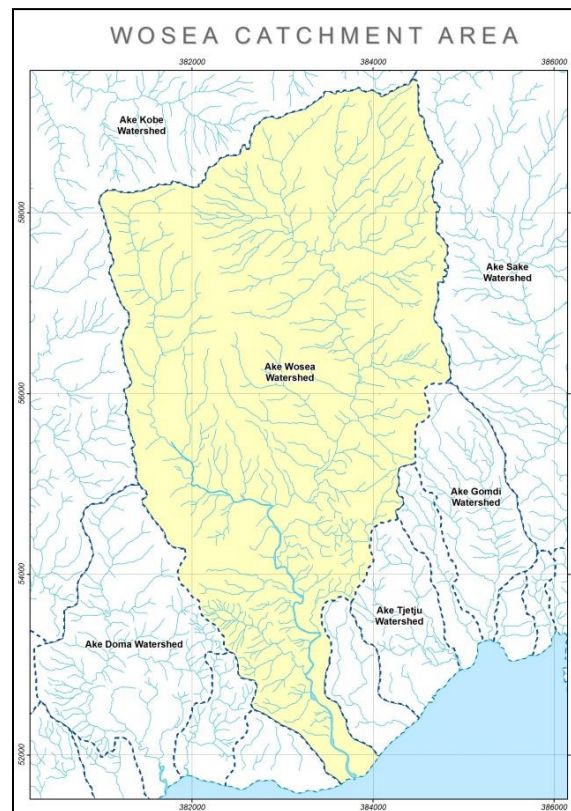 WOSEA CATCHMENT AREA
382000
384000
386000
Ake Kobe
Watershed
58000
Ake Sake
Watershed
Ake Wosea
Watershed
56000
Ake Gomdi
Watershed
54000
Ake Tjetju
Watershed
Ake Doma Watershed
52000
382000
384000
386000